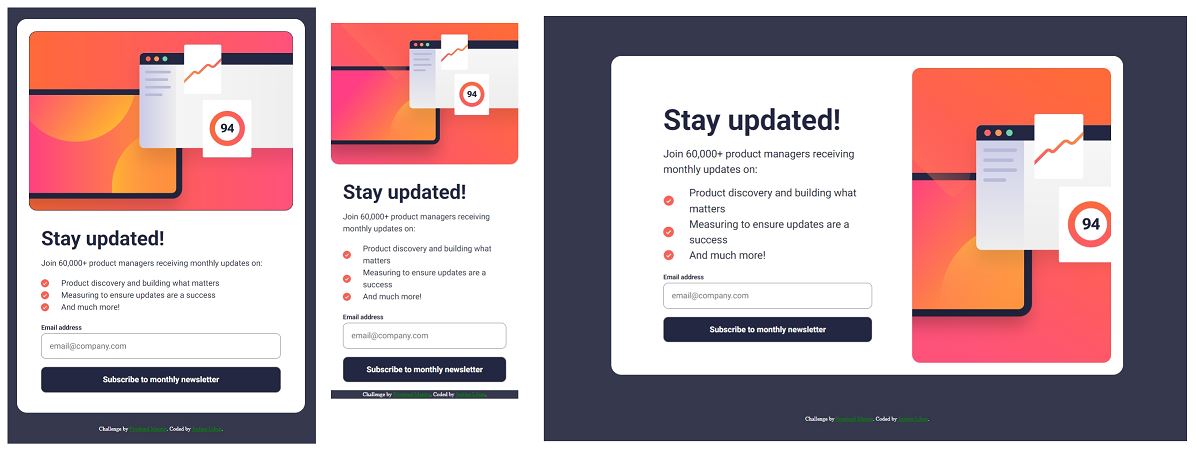 94
Stay updated!
Join 60,000+ product managers receiving monthly updates on:
Product discovery and building what matters
Measuring to ensure updates are a success
And much more!
Email address
email@company.com
Subscribe to monthly newsletter
Challenge by Frontend Mentor. Coded by
94
Stay updated!
Join 60,000+ product managers receiving
monthly updates on:
Product discovery and building what
matters
Measuring to ensure updates are a
success
And much more!
Email address
email@company.com
Subscribe to monthly newsletter
Challenge by Frontend Mentor. Coded by
Stay updated!
Join 60,000+ product managers receiving
monthly updates on:
Product discovery and building what
matters
Measuring to ensure updates are a
success
And much more!
Email address
email@company.com
Subscribe to monthly newsletter
94
Challenge by Frontend Mentor. Coded by